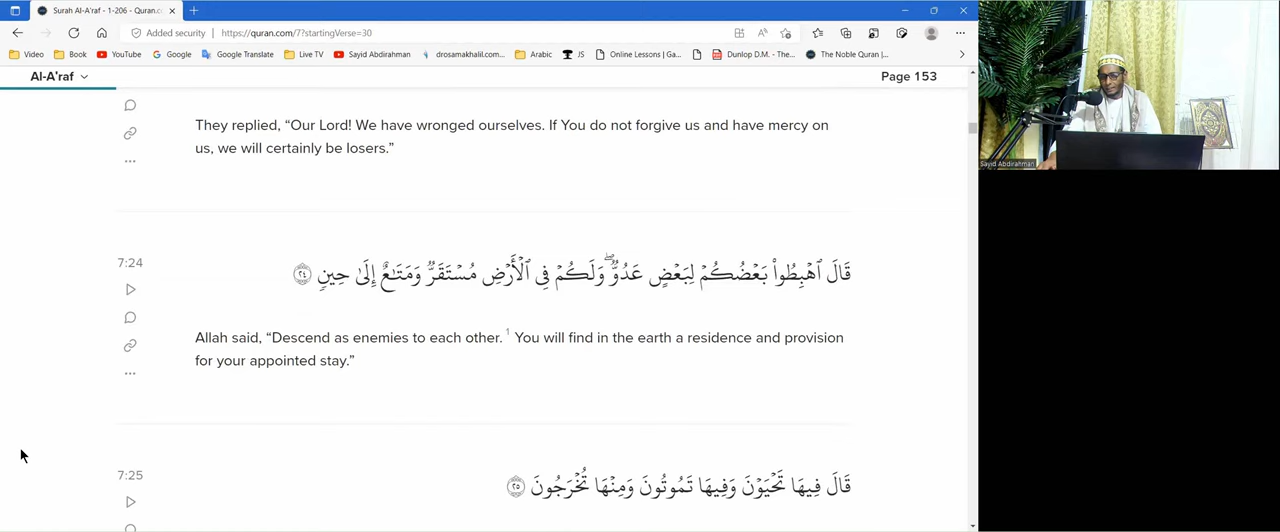 Surah Al-A'raf - 1-206 - Quran.co
Added security
https://quran.com/7?startingVerse=30
Video
Book
YouTube
Google
Google Translate
Live TV
Sayid Abdirahman
drosamakhalil.com...
Arabic
JS
Online Lessons | Ga...
Dunlop D.M. - The...
The Noble Quran |...
Al-A'raf
Page 153
They replied, “Our Lord! We have wronged ourselves. If You do not forgive us and have mercy on
us, we will certainly be losers.”
7:24
قَالَ ٱهْبِطُوا۟ بَعْضُكُمْ لِبَعْضٍ عَدُوٌّۭ ۖ وَلَكُمْ فِى ٱلْأَرْضِ مُسْتَقَرٌّۭ وَمَتَـٰعٌ إِلَىٰ حِينٍۢ ٢٤
Allah said, “Descend as enemies to each other. 1 You will find in the earth a residence and provision
for your appointed stay.”
7:25
قَالَ فِيهَا تَحْيَوْنَ وَفِيهَا تَمُوتُونَ وَمِنْهَا تُخْرَجُونَ ٢٥
Sayid Abdirahman